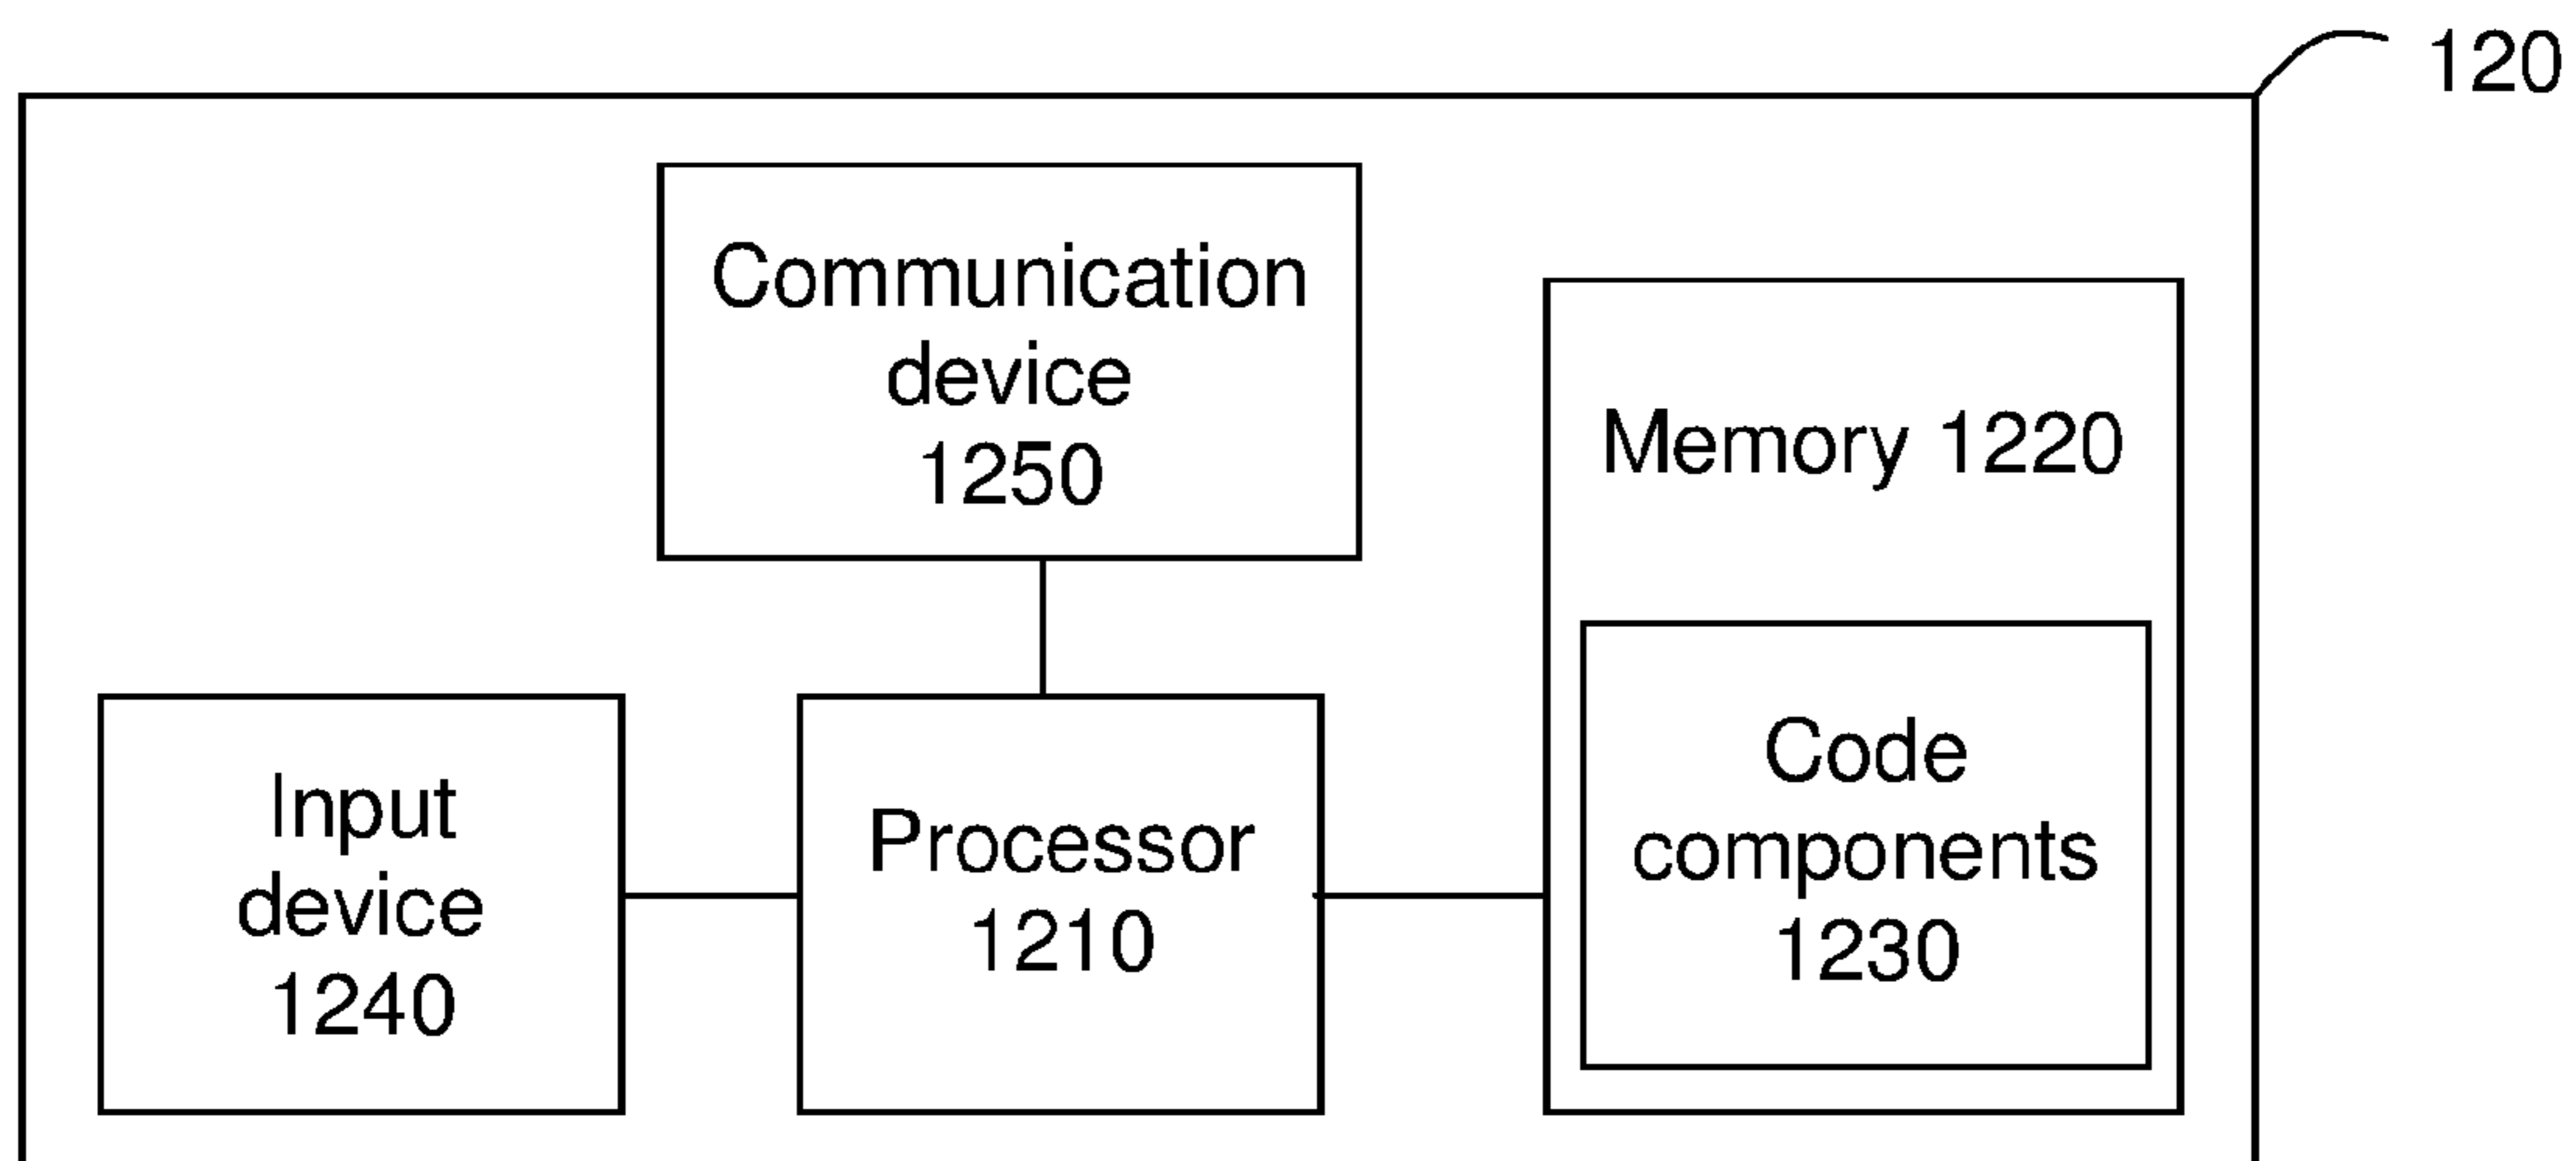 120
Communication
device
1250
Memory 1220
Code
components
1230
Input
device
1240
Processor
1210